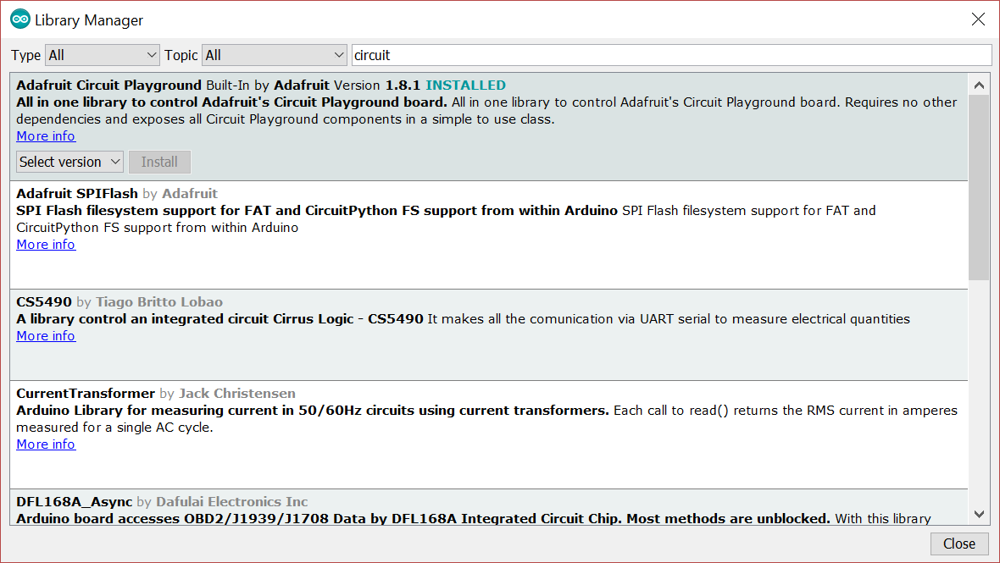 Library Manager
Type All Topic All circuit
Adafruit Circuit Playground Built-In by Adafruit Version 1.8.1 INSTALLED
All in one library to control Adafruit's Circuit Playground board. All in one library to control Adafruit's Circuit Playground board. Requires no other
dependencies and exposes all Circuit Playground components in a simple to use class.
More info
Select version Install
Adafruit SPIFlash by Adafruit
SPI Flash filesystem support for FAT and CircuitPython FS support from within Arduino SPI Flash filesystem support for FAT and
CircuitPython FS support from within Arduino
More info
CS5490 by Tiago Britto Lobao
A library control an integrated circuit Cirrus Logic - CS5490 It makes all the comunication via UART serial to measure electrical quantities
More info
CurrentTransformer by Jack Christensen
Arduino Library for measuring current in 50/60Hz circuits using current transformers. Each call to read() returns the RMS current in amperes
measured for a single AC cycle.
More info
DFL168A_Async by Dafulai Electronics Inc
Arduino board accesses OBD2/J1939/J1708 Data by DFL168A Integrated Circuit Chip. Most methods are unblocked. With this library
Close